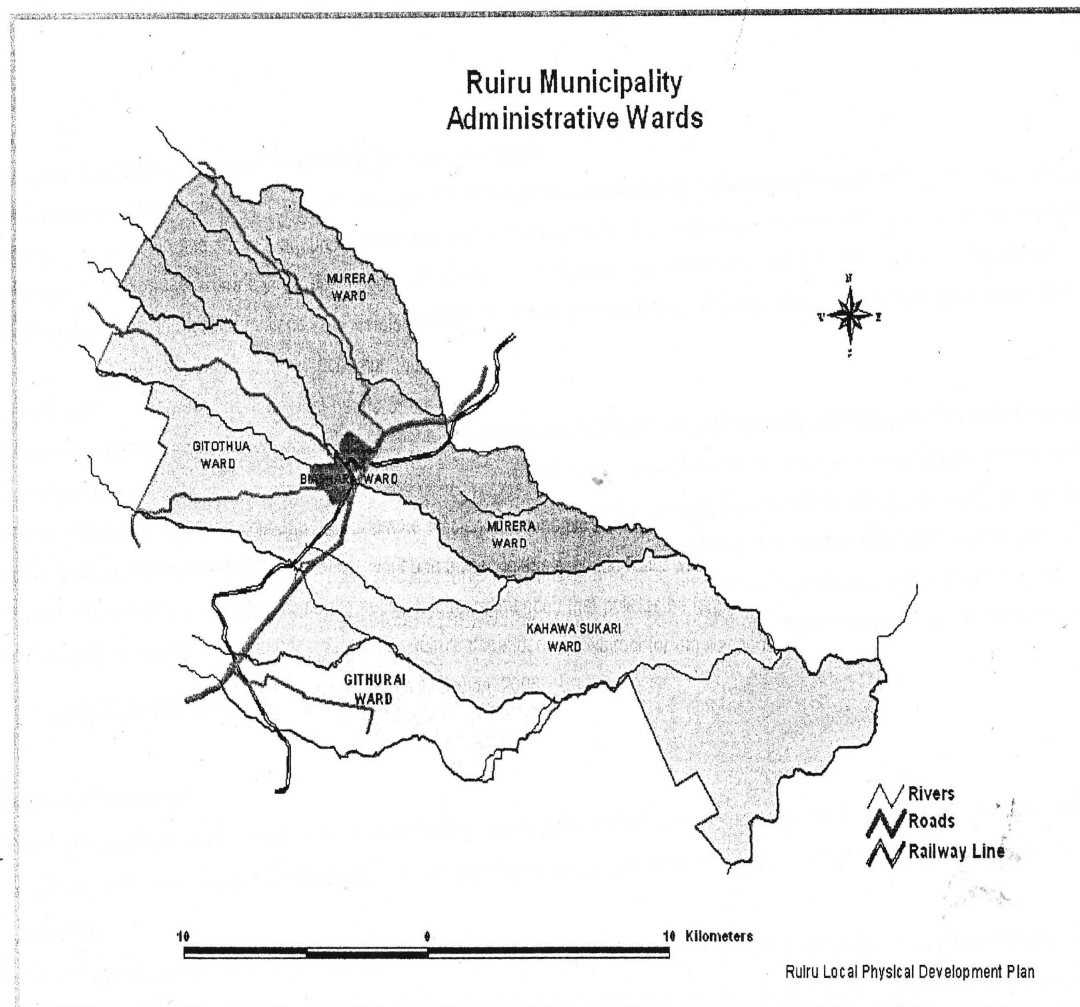 Ruiru Municipality
Administrative Wards
MURERA
WARD
N
E
S
GITOTHUA
WARD
WARD
MURERA
WARD
KAHAWA SUKARI
WARD
GITHURAI
WARD
Rivers
Roads
Railway Line
10 0 10 Kilometers
Ruiru Local Physical Development Plan